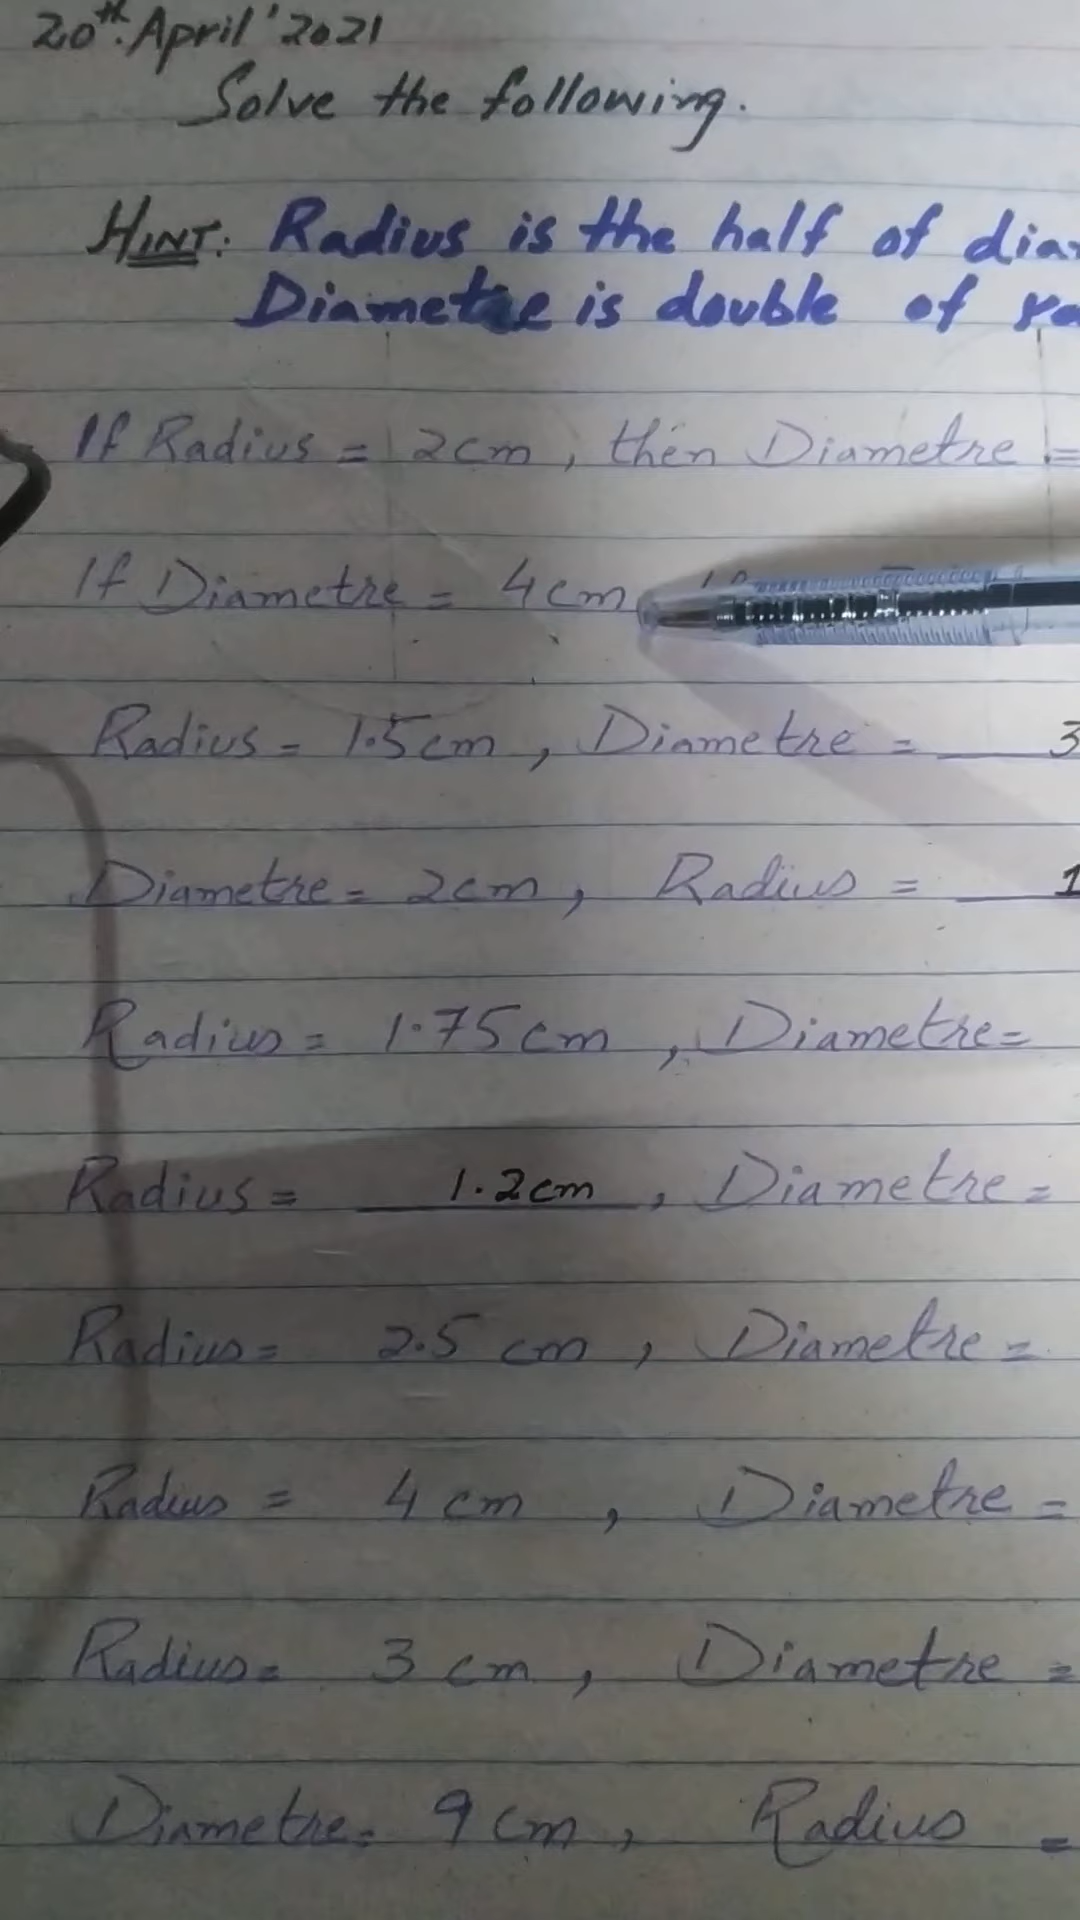 20th April' 2021
Solve the following.
HINT: Radius is the half of
Diametre is double of
If Radius = 2cm, then Diametre =
If Diametre = 4cm
Radius = 1.5cm, Diametre = 3
Diametre = 2cm, Radius = 1
Radius = 1.75cm, Diametre=
Radius = 1.2cm, Diametre =
Radius= 2.5 cm, Diametre =
Radius = 4 cm, Diametre =
Radius= 3 cm, Diametre =
Diametre= 9 cm, Radius =